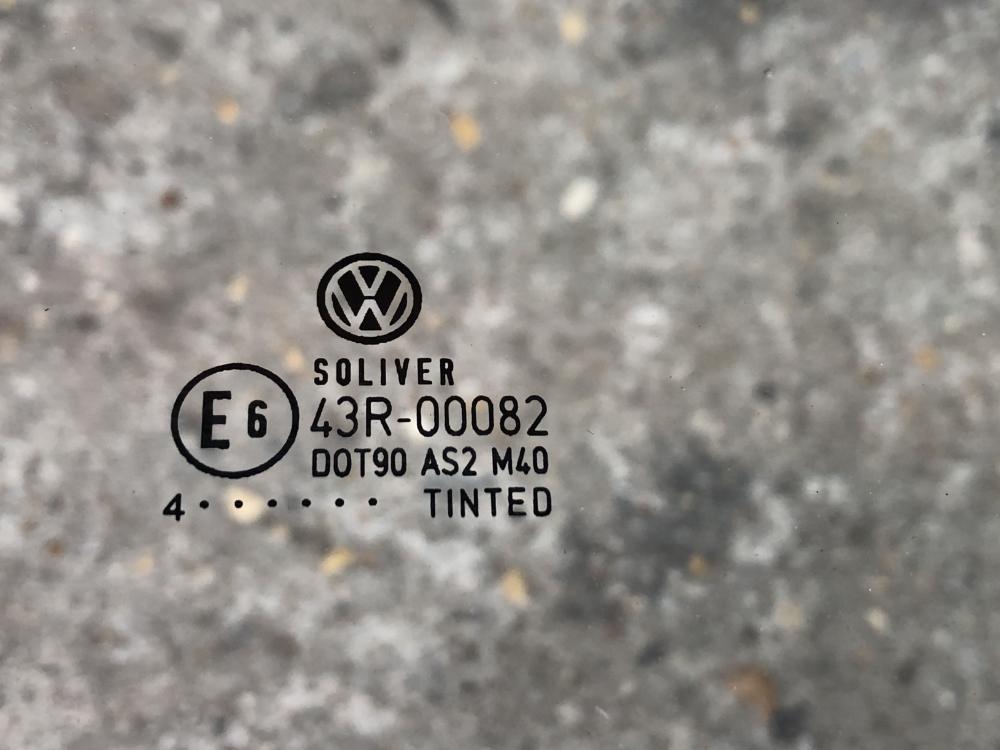 SOLIVER
E 6 43R-00082
DOT90 AS2 M40
4 · · · · · · TINTED